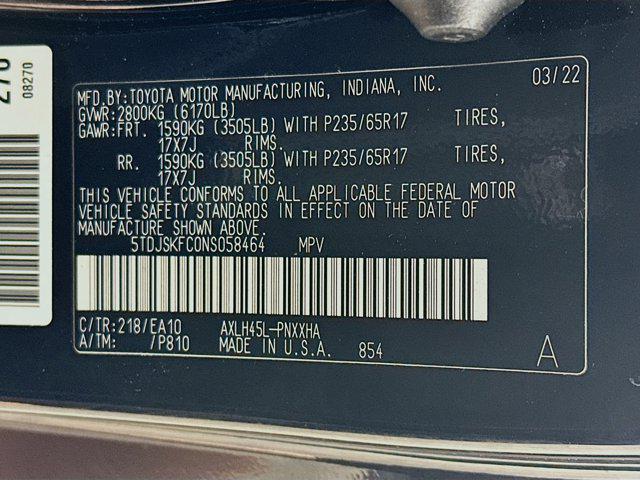 270
08270
MFD.BY:TOYOTA MOTOR MANUFACTURING, INDIANA, INC. 03/22
GVWR:2800KG (6170LB)
GAWR:FRT. 1590KG (3505LB) WITH P235/65R17 TIRES,
17X7J RIMS.
RR. 1590KG (3505LB) WITH P235/65R17 TIRES,
17X7J RIMS.
THIS VEHICLE CONFORMS TO ALL APPLICABLE FEDERAL MOTOR
VEHICLE SAFETY STANDARDS IN EFFECT ON THE DATE OF
MANUFACTURE SHOWN ABOVE.
5TDJSKFC0NS058464 MPV
C/TR:218/EA10 AXLH45L-PNXXHA
A/TM: /P810 MADE IN U.S.A. 854
A